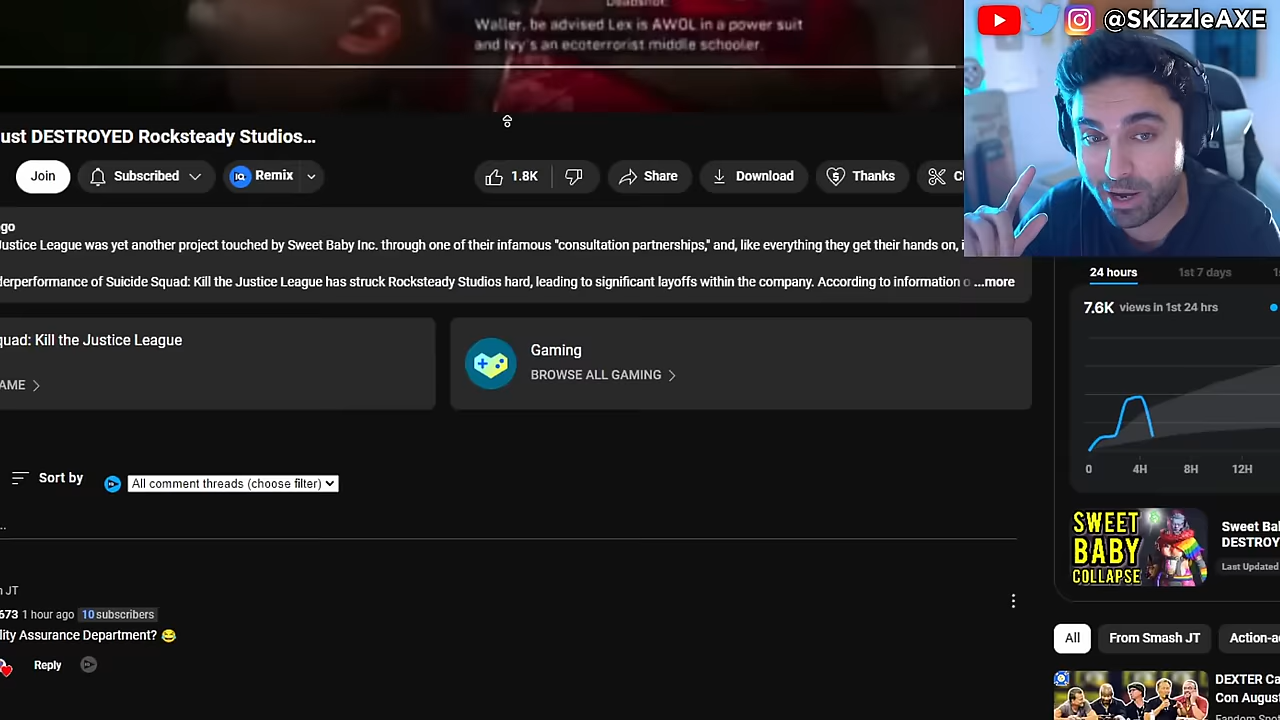 @SKizzleAXE
Deadshot:
Waller, be advised Lex is AWOL in a power suit
and Ivy's an ecoterrorist middle schooler.
ust DESTROYED Rocksteady Studios...
Join
Subscribed
Remix
1.8K
Share
Download
Thanks
C
go
Justice League was yet another project touched by Sweet Baby Inc. through one of their infamous "consultation partnerships," and, like everything they get their hands on, i
derperformance of Suicide Squad: Kill the Justice League has struck Rocksteady Studios hard, leading to significant layoffs within the company. According to information o ...more
quad: Kill the Justice League
AME
Gaming
BROWSE ALL GAMING
Sort by
All comment threads (choose filter)
...
n JT
673 1 hour ago 10 subscribers
lity Assurance Department? 😂
Reply
24 hours
1st 7 days
7.6K views in 1st 24 hrs
0 4H 8H 12H
SWEET
BABY
COLLAPSE
Sweet Bab
DESTROY
Last Updated
All
From Smash JT
Action-a
DEXTER Ca
Con August